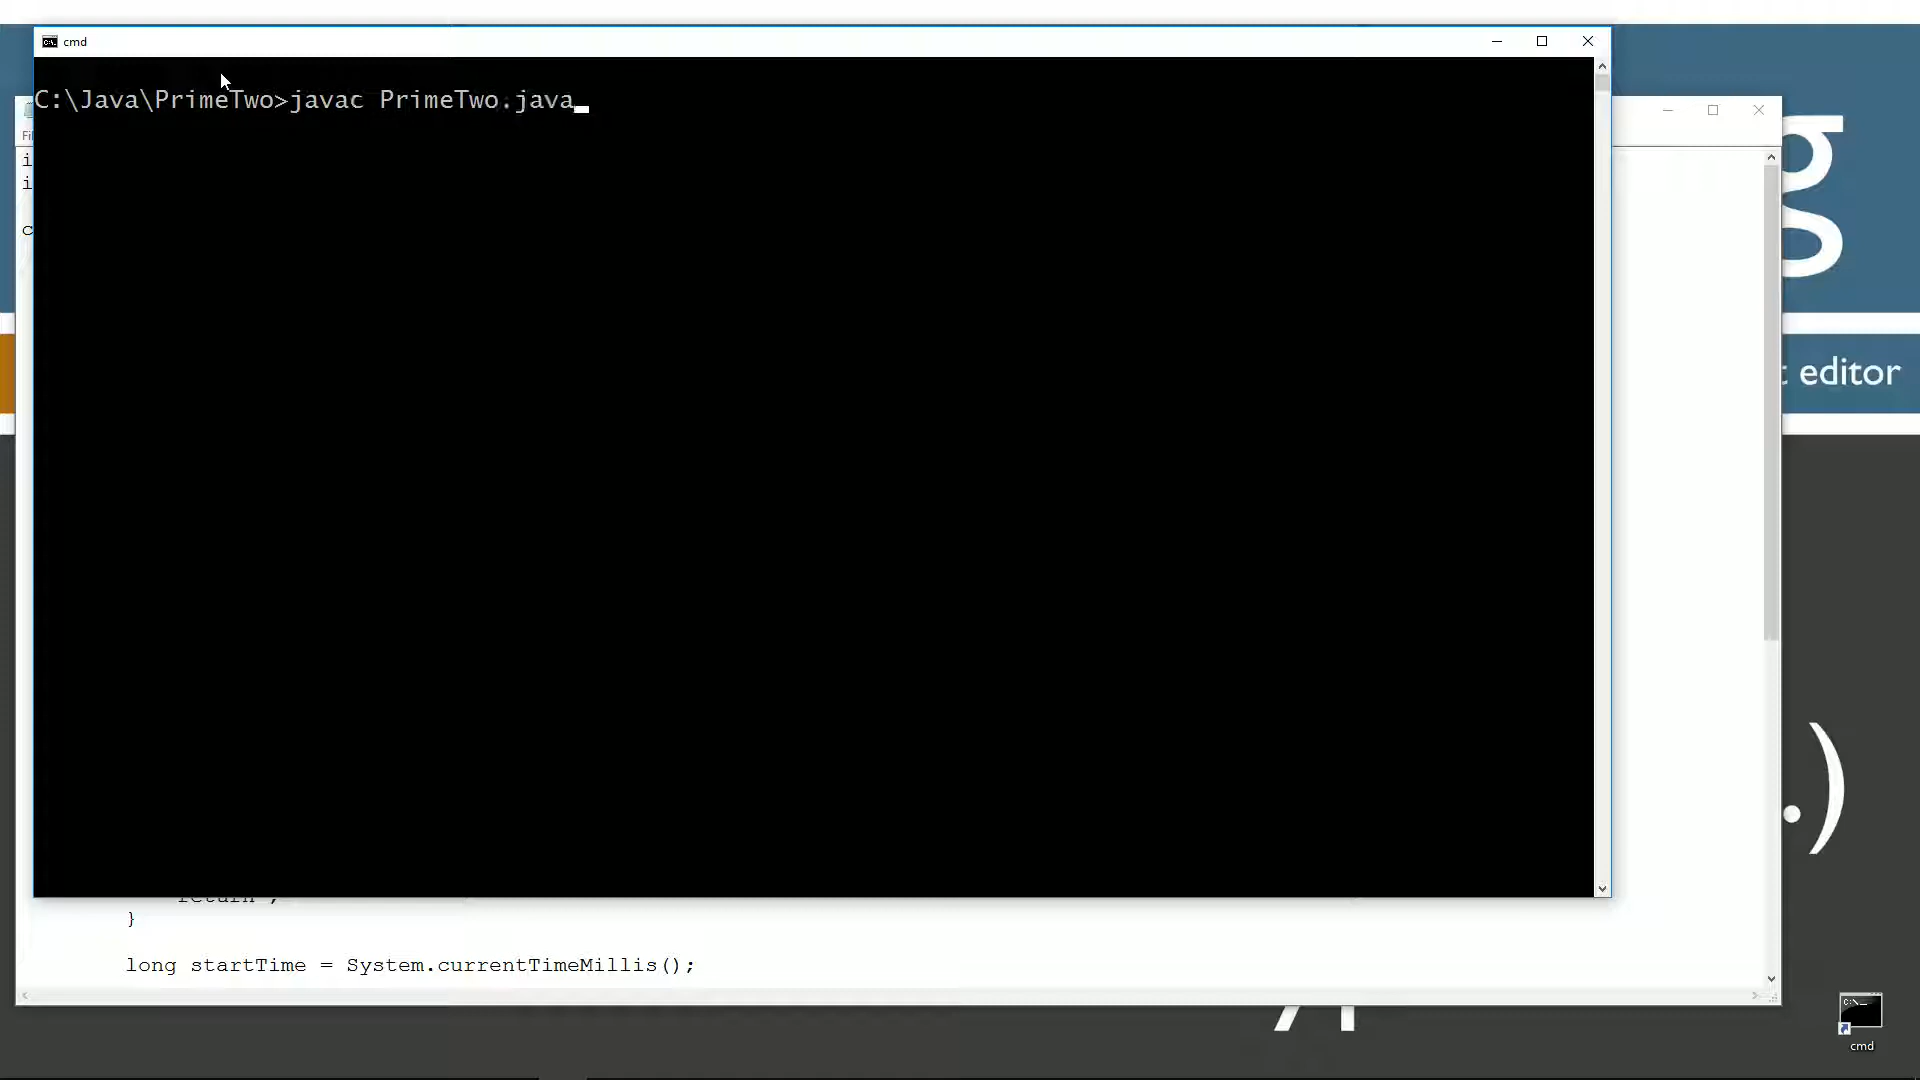 cmd
C:\Java\PrimeTwo>javac PrimeTwo.java
g
editor
.)
}
long startTime = System.currentTimeMillis();
cmd